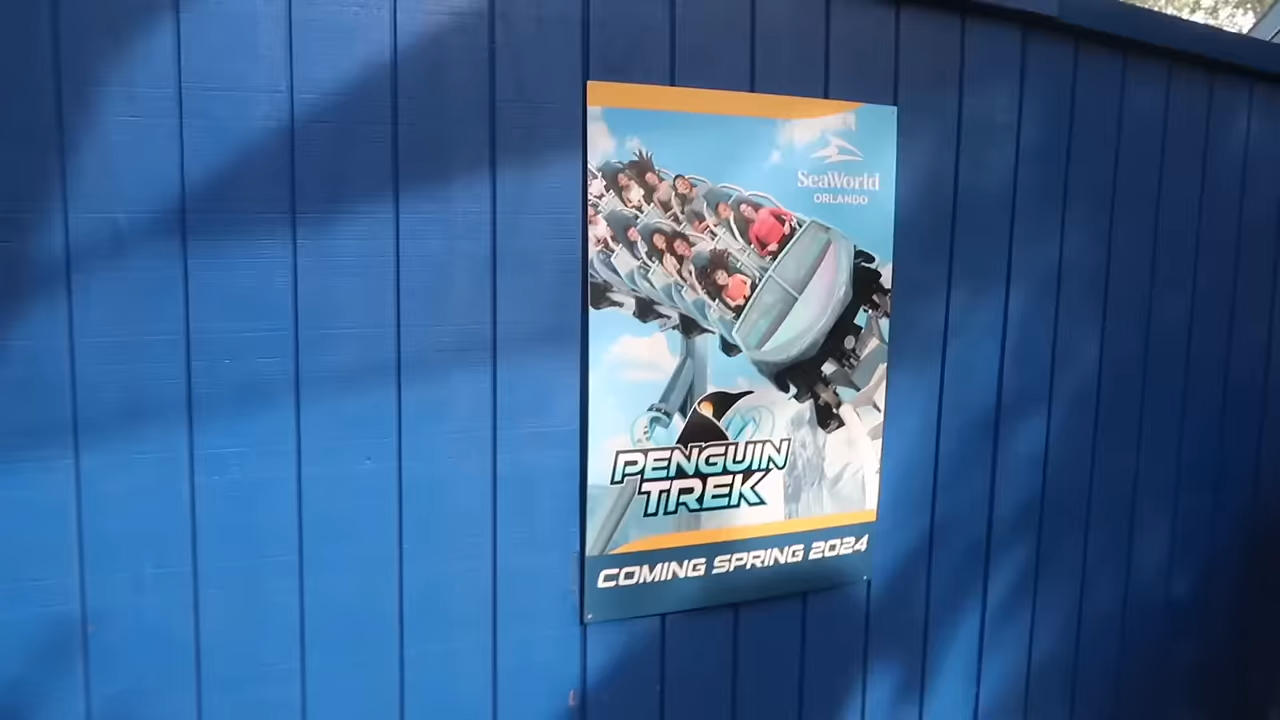 SeaWorld
ORLANDO
PENGUIN
TREK
COMING SPRING 2024